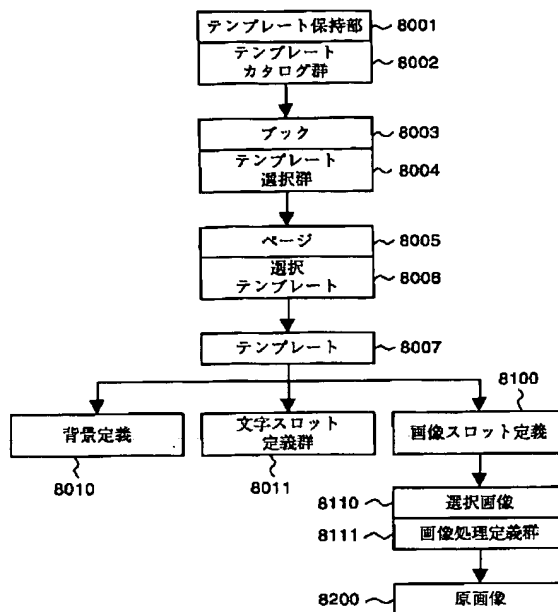 テンプレート保持部
8001
テンプレート
カタログ群
8002
ブック
8003
テンプレート
選択群
8004
ページ
8005
選択
テンプレート
8006
テンプレート
8007
8100
背景定義
文字スロット
定義群
画像スロット定義
8010
8011
8110
選択画像
8111
画像処理定義群
8200
原画像